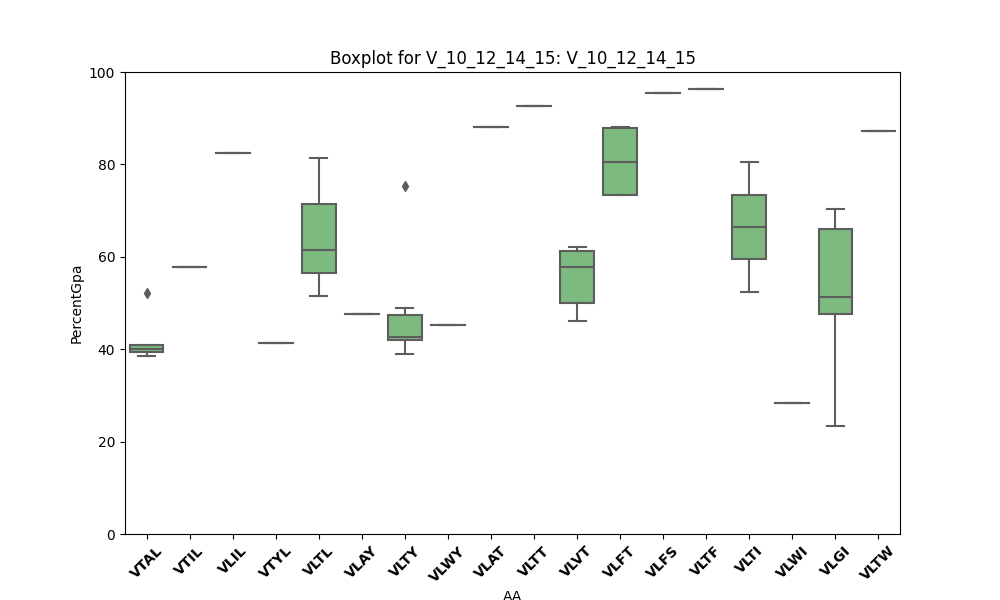 Boxplot for V_10_12_14_15: V_10_12_14_15
PercentGpa
100
80
60
40
20
0
VTAL VTIL VLIL VTYL VLTL VLAY VLTY VLWY VLAT VLTT VLVT VLFT VLFS VLTF VLTI VLWI VLGI VLTW
AA